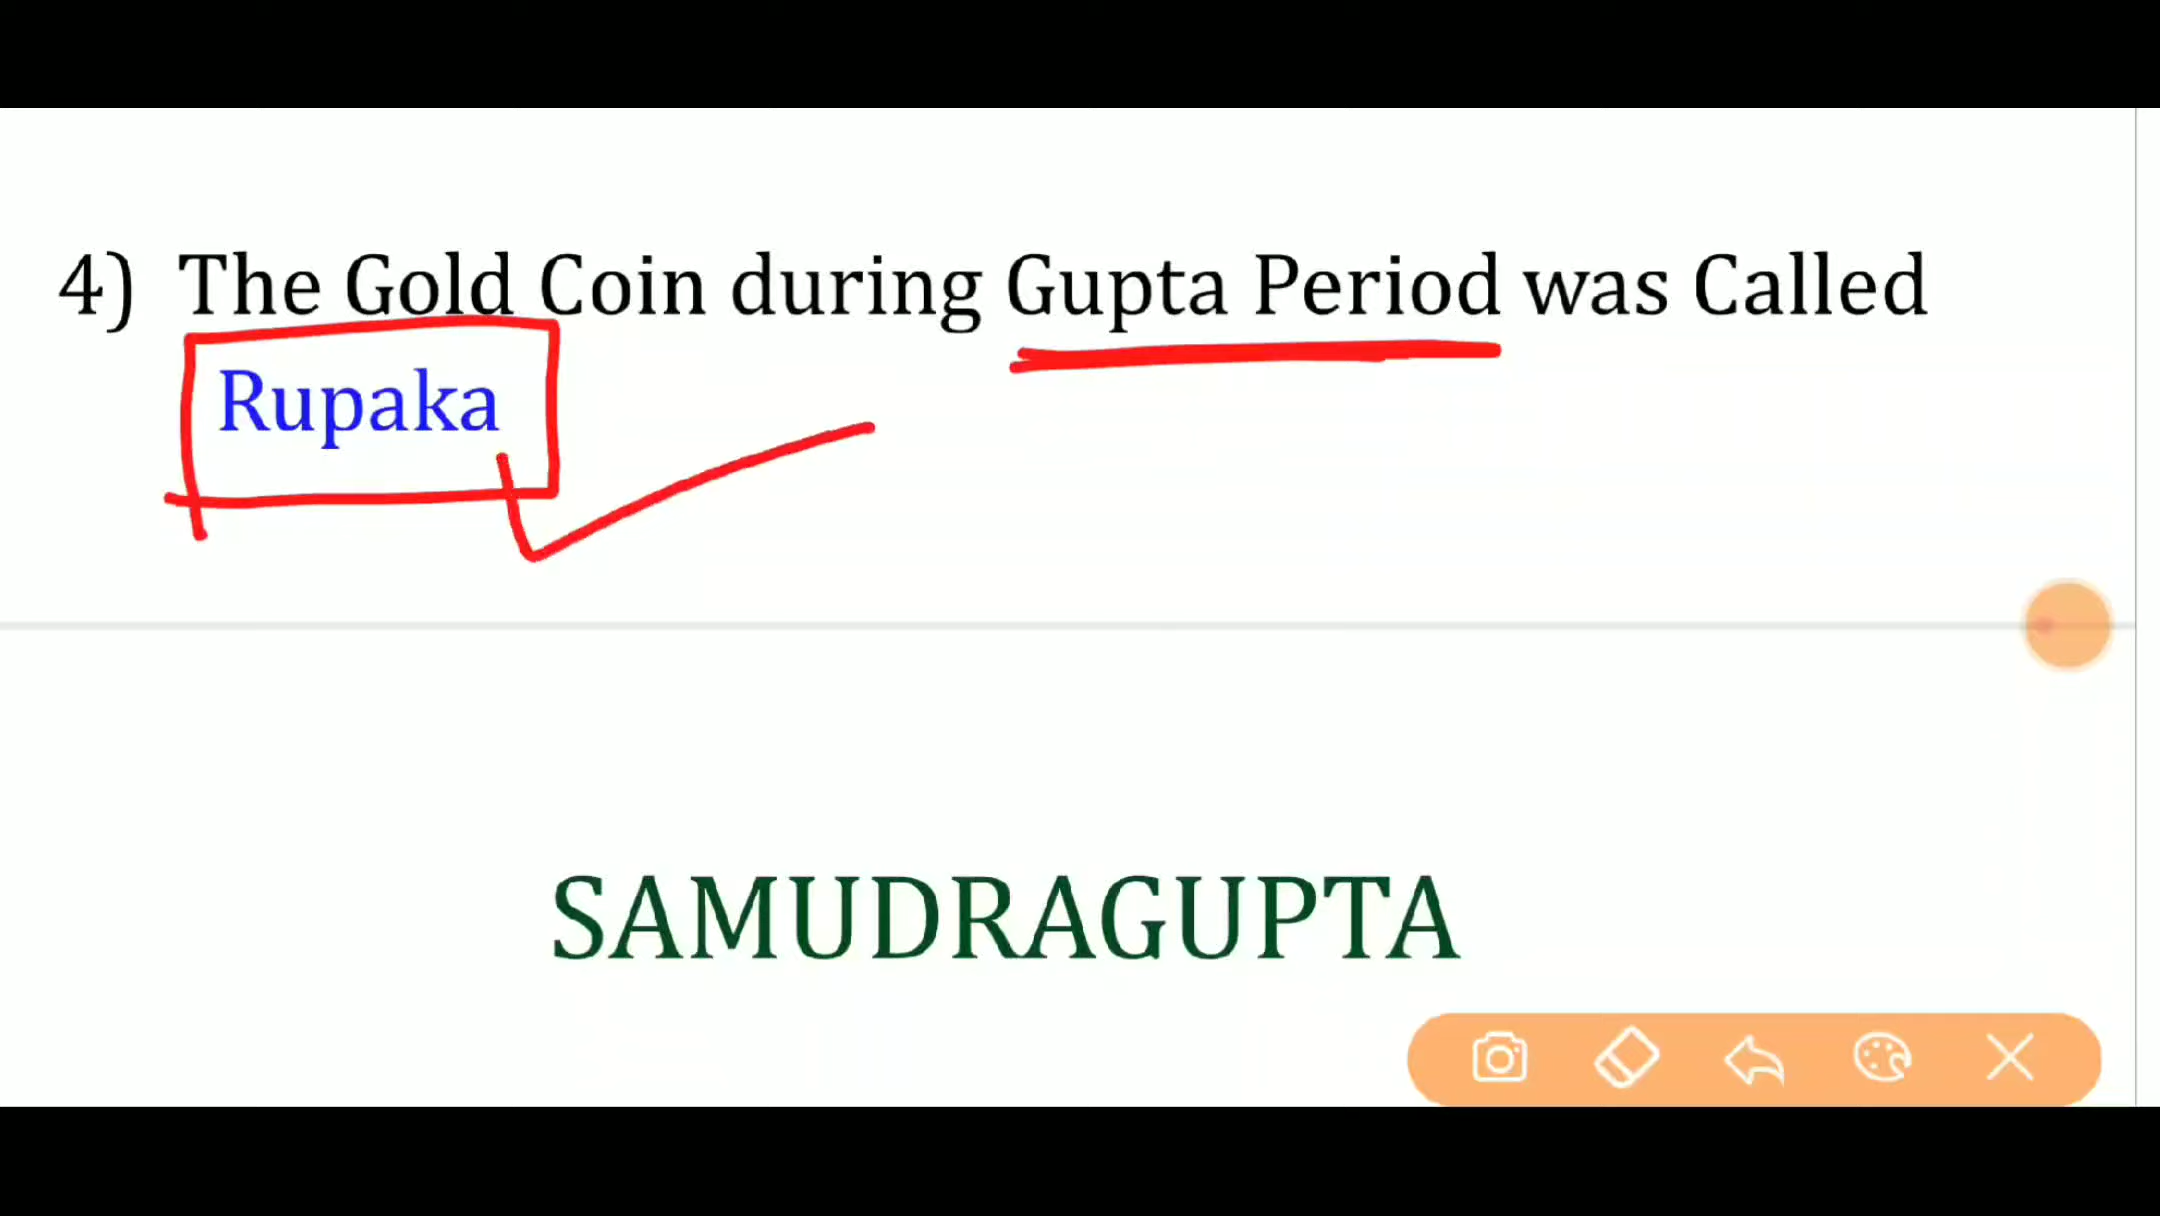 4) The Gold Coin during Gupta Period was Called
Rupaka
SAMUDRAGUPTA